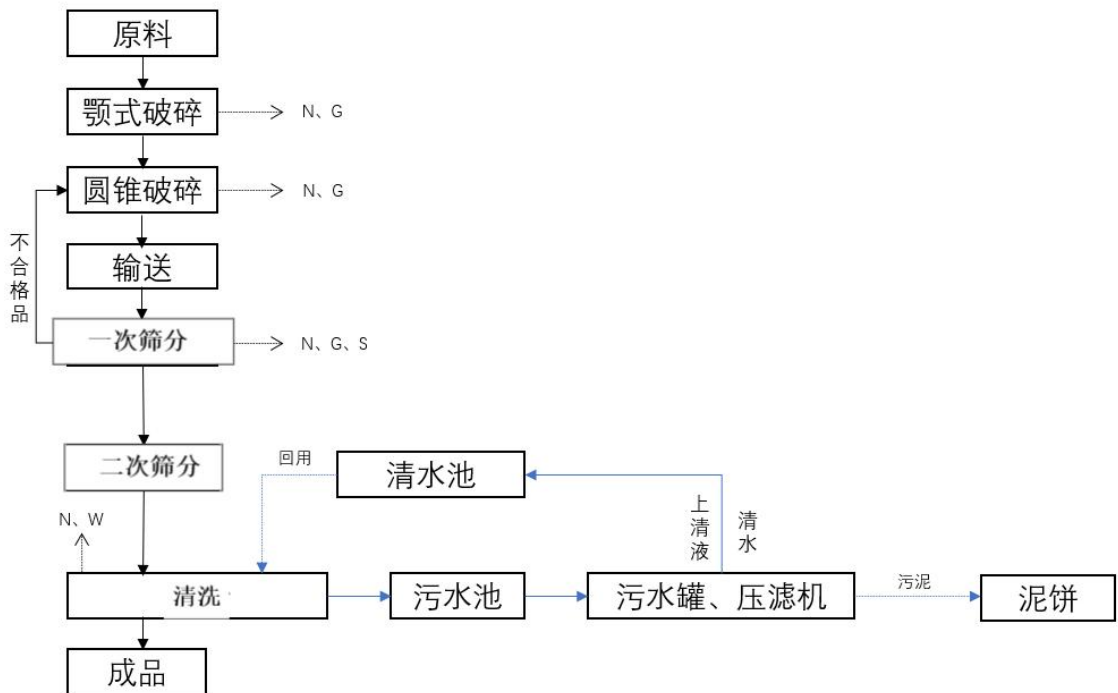 原料
颚式破碎
N、G
圆锥破碎
N、G
不合格品
输送
一次筛分
N、G、S
二次筛分
回用
清水池
上清液
清水
N、W
清洗
污水池
污水罐、压滤机
污泥
泥饼
成品